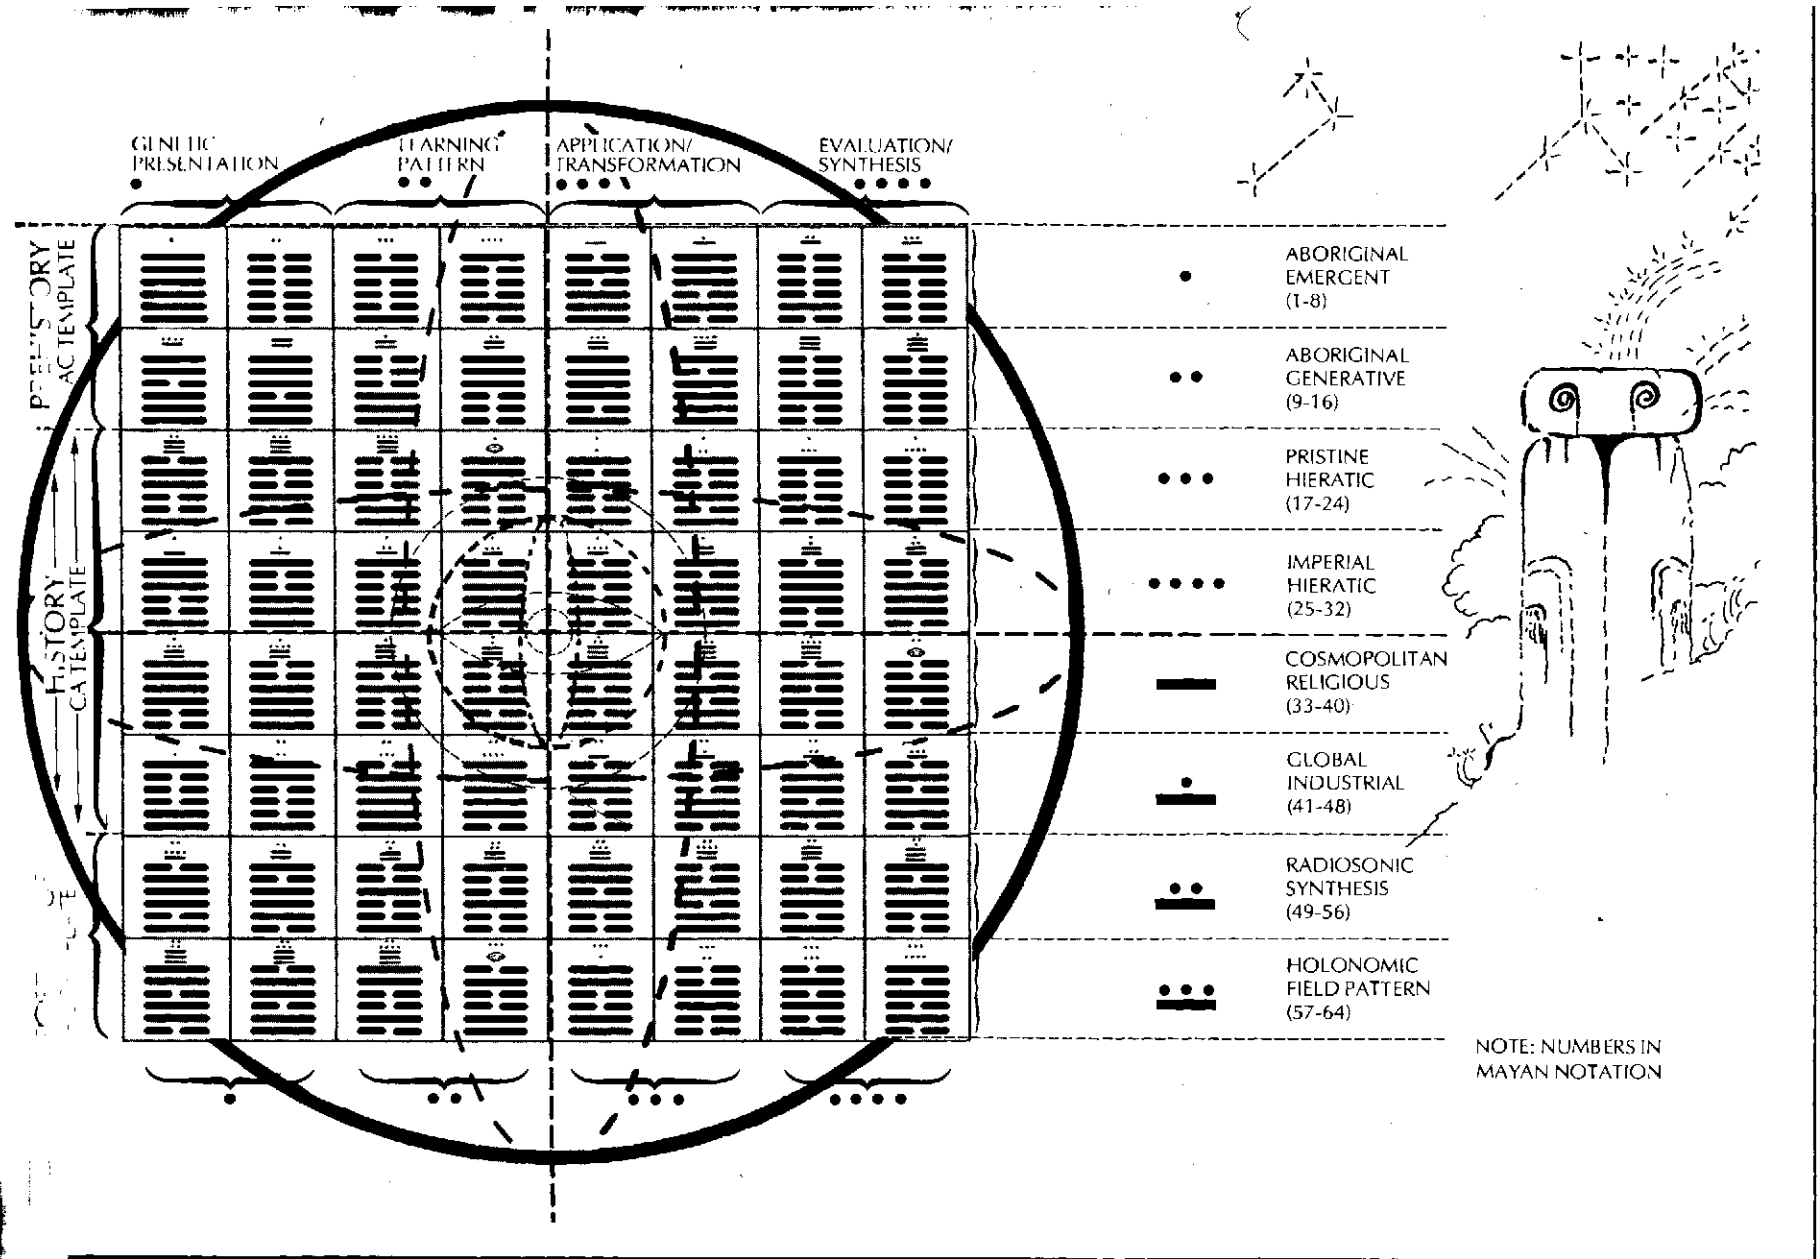 GENETIC
PRESENTATION
LEARNING
PATTERN
APPLICATION/
TRANSFORMATION
EVALUATION/
SYNTHESIS
TEMPLATE
HISTORY
CA TEMPLATE
ABORIGINAL
EMERGENT
(1-8)
ABORIGINAL
GENERATIVE
(9-16)
PRISTINE
HIERATIC
(17-24)
IMPERIAL
HIERATIC
(25-32)
COSMOPOLITAN
RELIGIOUS
(33-40)
GLOBAL
INDUSTRIAL
(41-48)
RADIOSONIC
SYNTHESIS
(49-56)
HOLONOMIC
FIELD PATTERN
(57-64)
NOTE: NUMBERS IN
MAYAN NOTATION